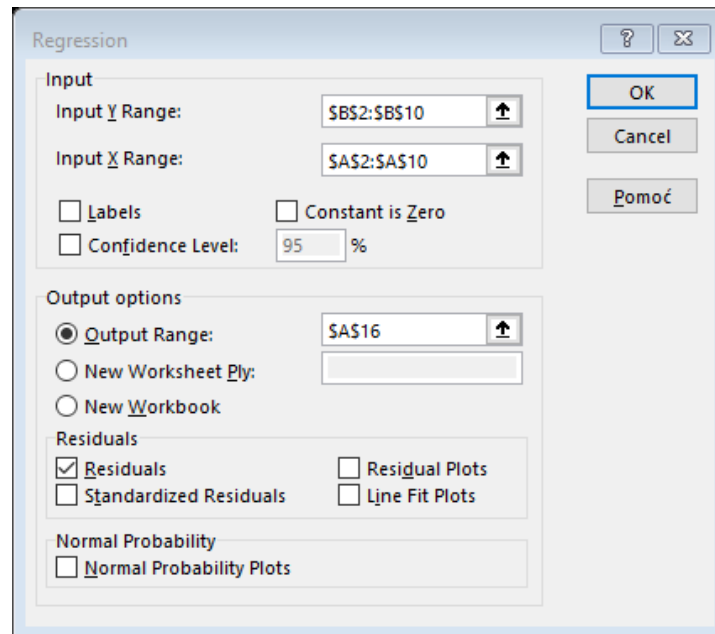 Regression
Input
Input Y Range:
$B$2:$B$10
OK
Input X Range:
$A$2:$A$10
Cancel
Labels
Constant is Zero
Pomoć
Confidence Level:
95
%
Output options
Output Range:
$A$16
New Worksheet Ply:
New Workbook
Residuals
Residuals
Residual Plots
Standardized Residuals
Line Fit Plots
Normal Probability
Normal Probability Plots